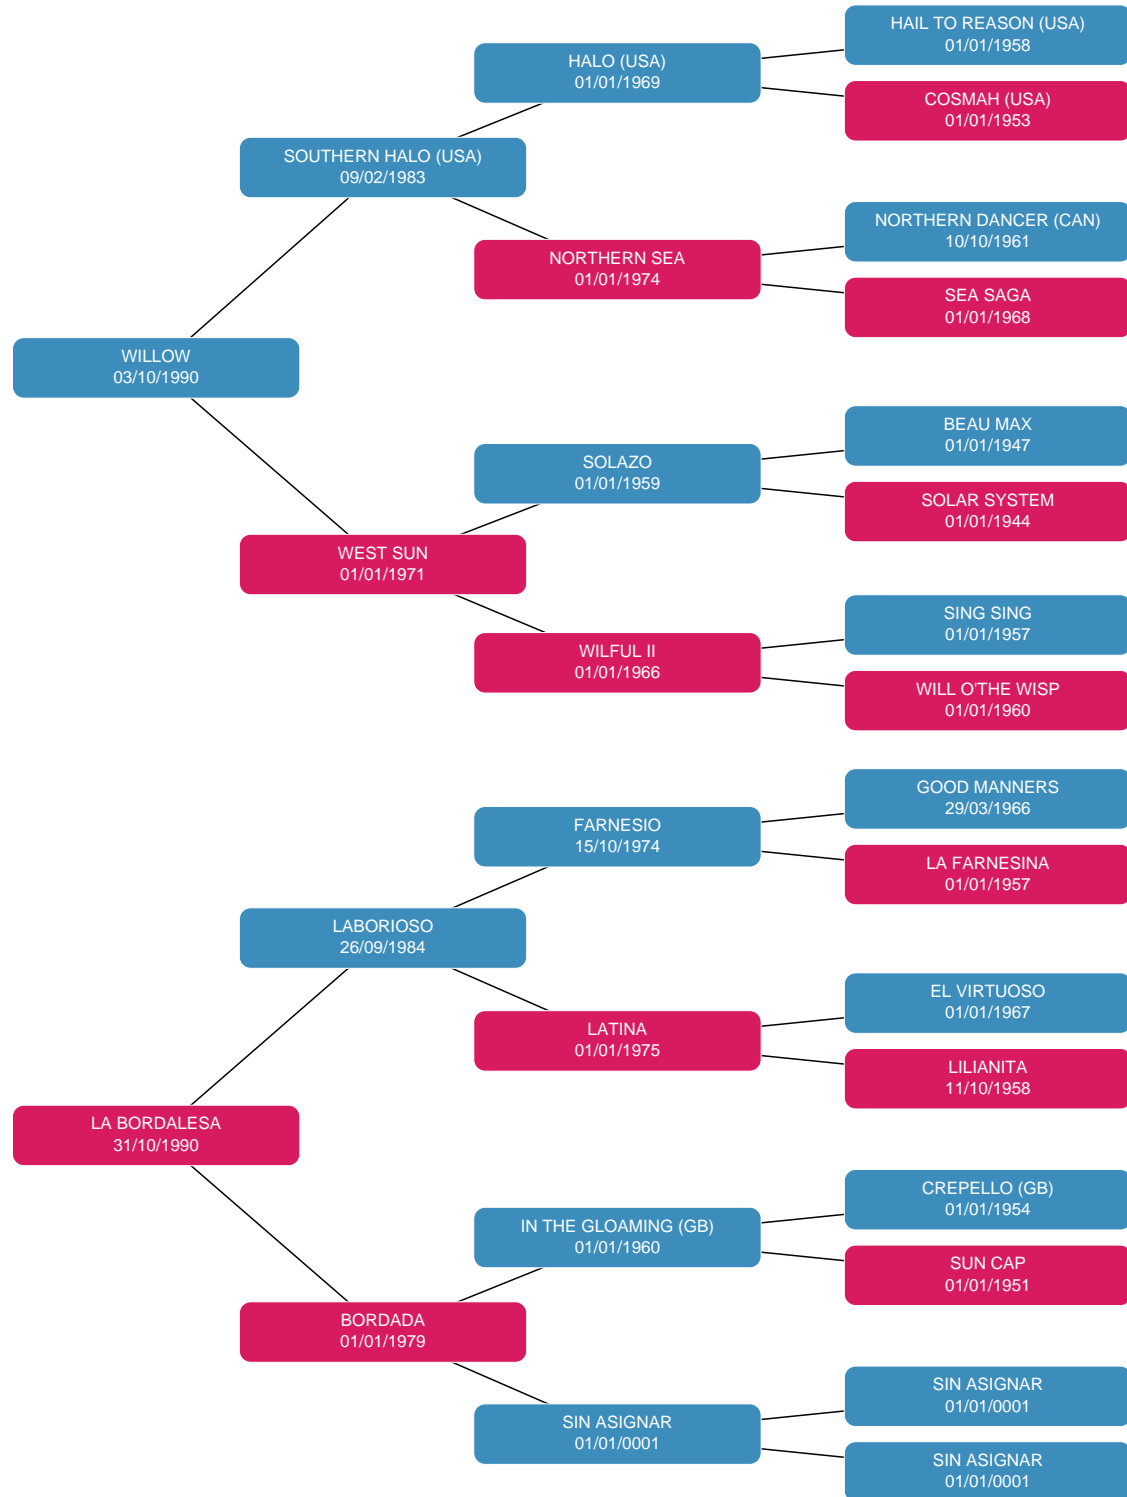 HAIL TO REASON (USA)
01/01/1958
HALO (USA)
01/01/1969
COSMAH (USA)
01/01/1953
SOUTHERN HALO (USA)
09/02/1983
NORTHERN DANCER (CAN)
10/10/1961
NORTHERN SEA
01/01/1974
SEA SAGA
01/01/1968
WILLOW
03/10/1990
BEAU MAX
01/01/1947
SOLAZO
01/01/1959
SOLAR SYSTEM
01/01/1944
WEST SUN
01/01/1971
SING SING
01/01/1957
WILFUL II
01/01/1966
WILL O'THE WISP
01/01/1960
GOOD MANNERS
29/03/1966
FARNESIO
15/10/1974
LA FARNESINA
01/01/1957
LABORIOSO
26/09/1984
EL VIRTUOSO
01/01/1967
LATINA
01/01/1975
LILIANITA
11/10/1958
LA BORDALESA
31/10/1990
CREPELLO (GB)
01/01/1954
IN THE GLOAMING (GB)
01/01/1960
SUN CAP
01/01/1951
BORDADA
01/01/1979
SIN ASIGNAR
01/01/0001
SIN ASIGNAR
01/01/0001
SIN ASIGNAR
01/01/0001